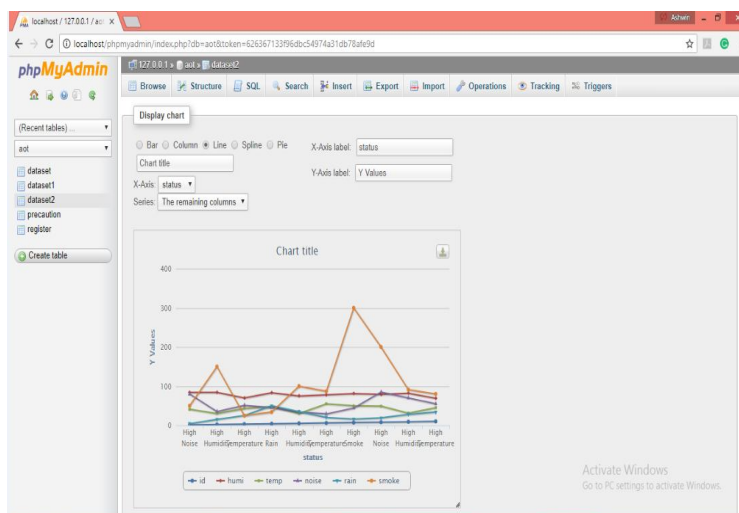 localhost / 127.0.0.1 / aot
Ashwin
localhost/phpmyadmin/index.php?db=aot&token=626367133f96dbc54974a31db78afe9d
phpMyAdmin
127.0.0.1 » aot » dataset2
Browse Structure SQL Search Insert Export Import Operations Tracking Triggers
(Recent tables) ...
aot
dataset
dataset1
dataset2
precaution
register
Create table
Display chart
Bar Column Line Spline Pie
Chart title
X-Axis: status
Series: The remaining columns
X-Axis label: status
Y-Axis label: Y Values
Chart title
Y Values
400
300
200
100
0
High Noise
High Humidity
High Temperature
High Rain
High Humidity
High Temperature
High Smoke
High Noise
High Humidity
High Temperature
status
id humi temp noise rain smoke
Activate Windows
Go to PC settings to activate Windows.